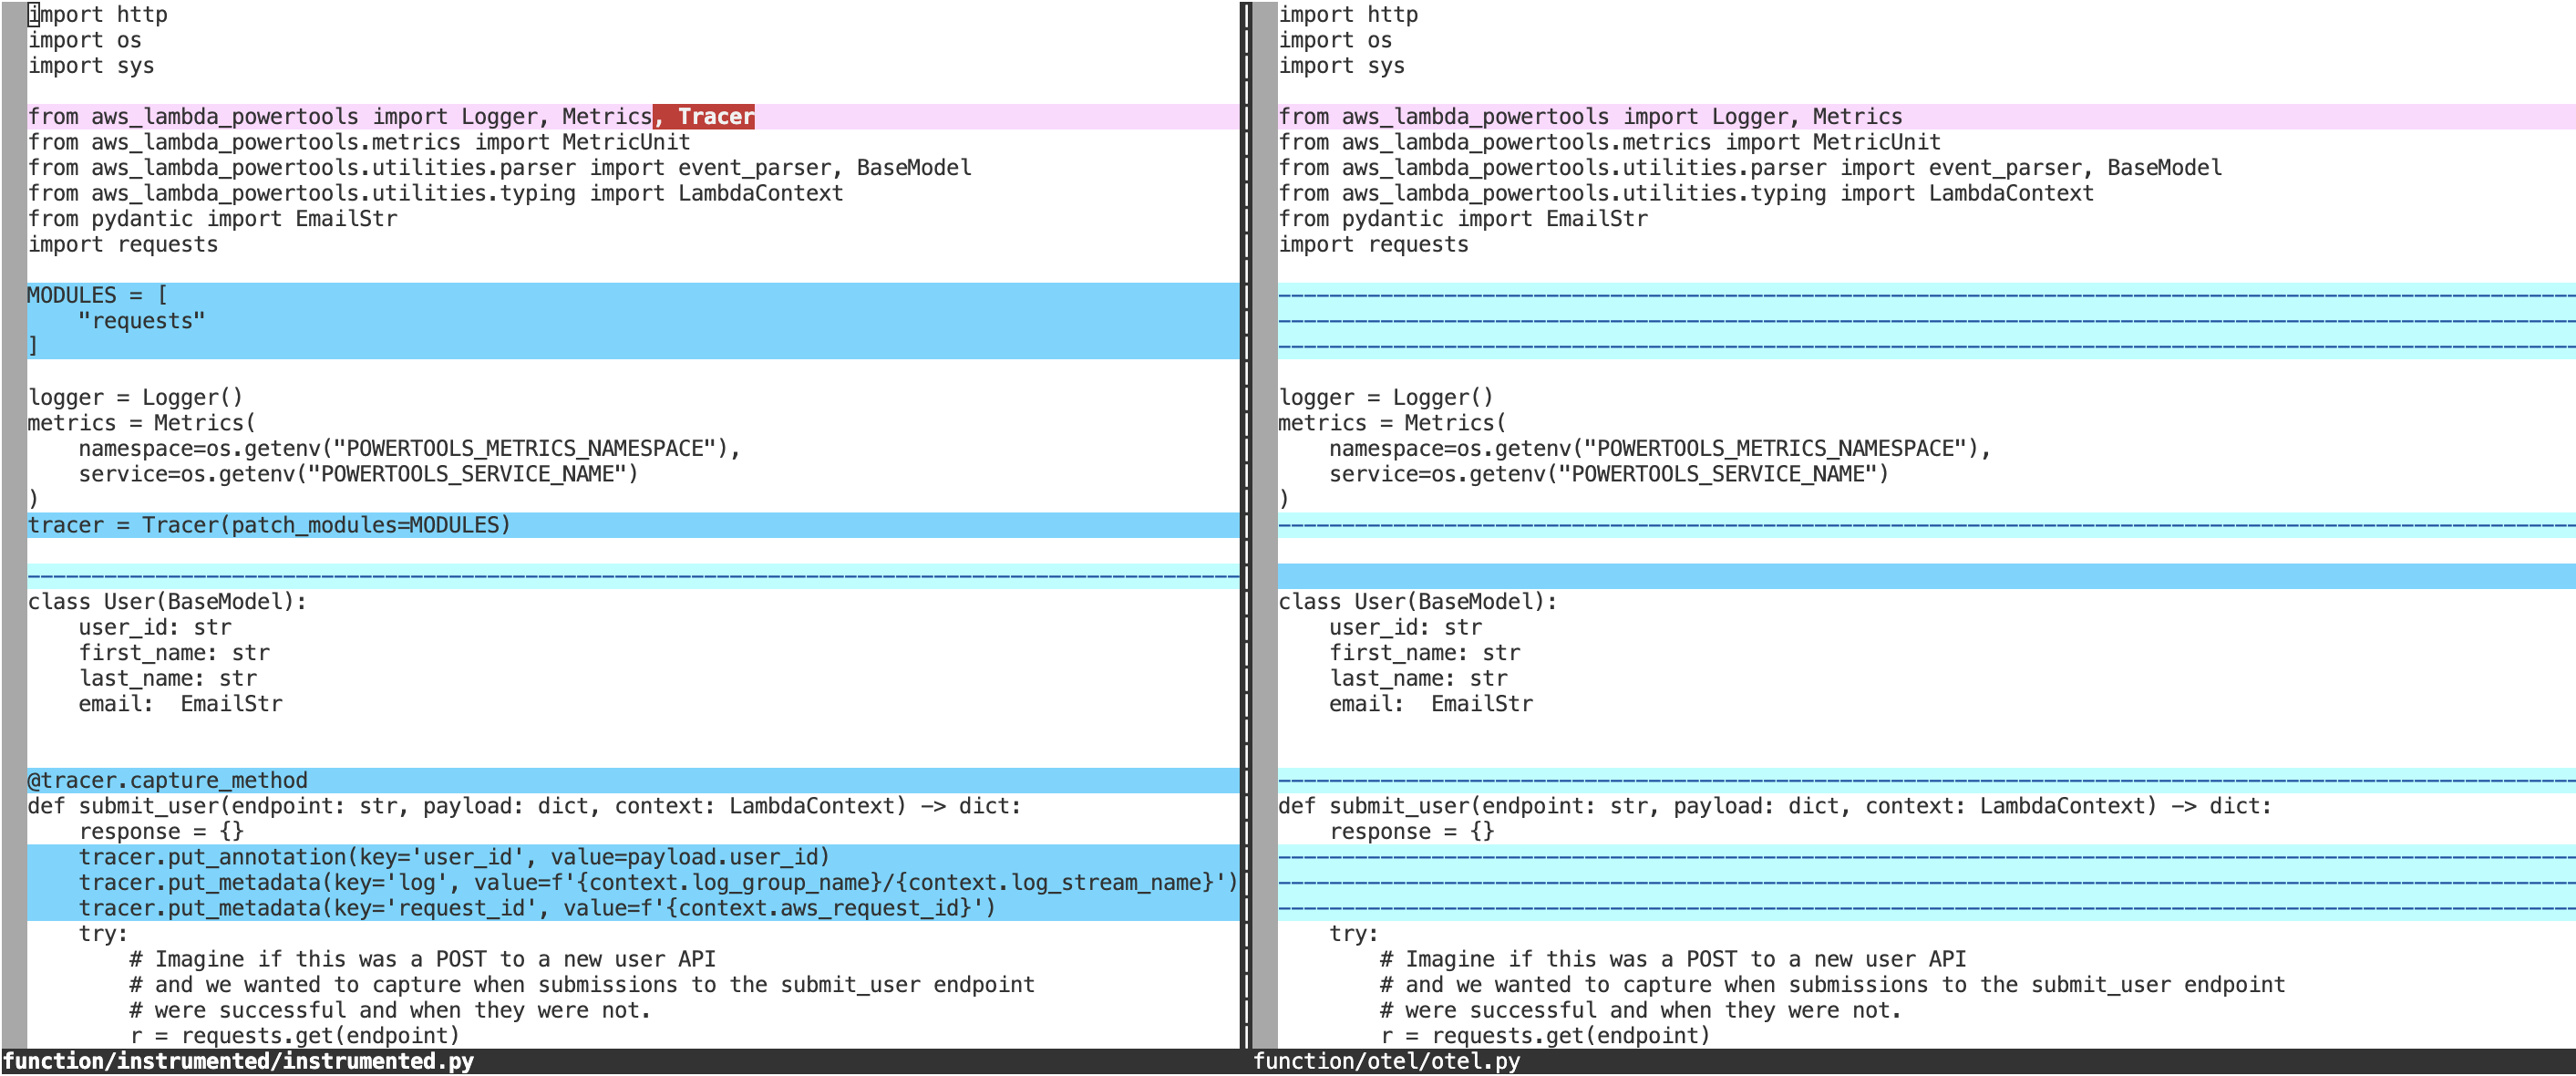 import http
import os
import sys

from aws_lambda_powertools import Logger, Metrics, Tracer
from aws_lambda_powertools.metrics import MetricUnit
from aws_lambda_powertools.utilities.parser import event_parser, BaseModel
from aws_lambda_powertools.utilities.typing import LambdaContext
from pydantic import EmailStr
import requests

MODULES = [
    "requests"
]

logger = Logger()
metrics = Metrics(
    namespace=os.getenv("POWERTOOLS_METRICS_NAMESPACE"),
    service=os.getenv("POWERTOOLS_SERVICE_NAME")
)
tracer = Tracer(patch_modules=MODULES)

class User(BaseModel):
    user_id: str
    first_name: str
    last_name: str
    email:  EmailStr

@tracer.capture_method
def submit_user(endpoint: str, payload: dict, context: LambdaContext) -> dict:
    response = {}
    tracer.put_annotation(key='user_id', value=payload.user_id)
    tracer.put_metadata(key='log', value=f'{context.log_group_name}/{context.log_stream_name}')
    tracer.put_metadata(key='request_id', value=f'{context.aws_request_id}')
    try:
        # Imagine if this was a POST to a new user API
        # and we wanted to capture when submissions to the submit_user endpoint
        # were successful and when they were not.
        r = requests.get(endpoint)
function/instrumented/instrumented.py

import http
import os
import sys

from aws_lambda_powertools import Logger, Metrics
from aws_lambda_powertools.metrics import MetricUnit
from aws_lambda_powertools.utilities.parser import event_parser, BaseModel
from aws_lambda_powertools.utilities.typing import LambdaContext
from pydantic import EmailStr
import requests

logger = Logger()
metrics = Metrics(
    namespace=os.getenv("POWERTOOLS_METRICS_NAMESPACE"),
    service=os.getenv("POWERTOOLS_SERVICE_NAME")
)

class User(BaseModel):
    user_id: str
    first_name: str
    last_name: str
    email:  EmailStr

def submit_user(endpoint: str, payload: dict, context: LambdaContext) -> dict:
    response = {}
    try:
        # Imagine if this was a POST to a new user API
        # and we wanted to capture when submissions to the submit_user endpoint
        # were successful and when they were not.
        r = requests.get(endpoint)
function/otel/otel.py